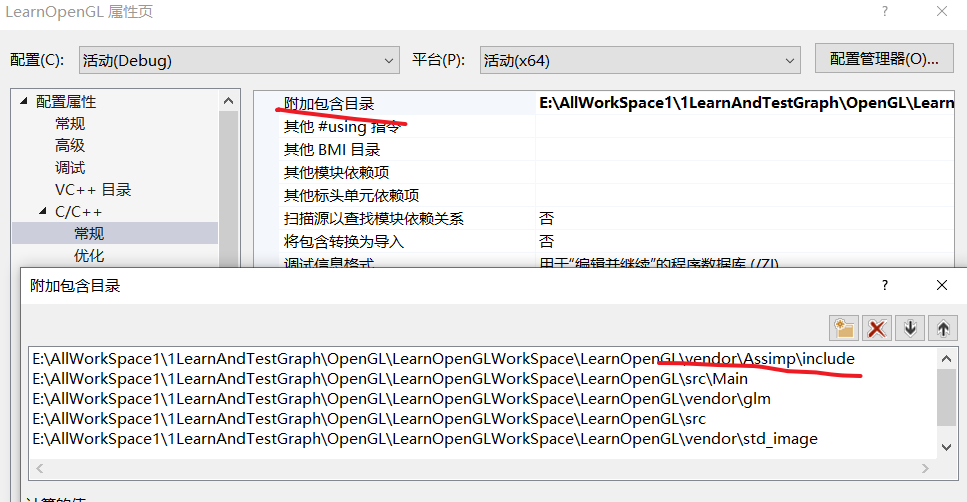 LearnOpenGL 属性页
配置(C): 活动(Debug) 平台(P): 活动(x64) 配置管理器(O)...
配置属性
常规
高级
调试
VC++ 目录
C/C++
常规
优化
附加包含目录 E:\AllWorkSpace1\1LearnAndTestGraph\OpenGL\Learn
其他 #using 指令
其他 BMI 目录
其他模块依赖项
其他标头单元依赖项
扫描源以查找模块依赖关系 否
将包含转换为导入 否
调试信息格式 用于“编辑并继续”的程序数据库 (/ZI)
附加包含目录
E:\AllWorkSpace1\1LearnAndTestGraph\OpenGL\LearnOpenGLWorkSpace\LearnOpenGL\vendor\Assimp\include
E:\AllWorkSpace1\1LearnAndTestGraph\OpenGL\LearnOpenGLWorkSpace\LearnOpenGL\src\Main
E:\AllWorkSpace1\1LearnAndTestGraph\OpenGL\LearnOpenGLWorkSpace\LearnOpenGL\vendor\glm
E:\AllWorkSpace1\1LearnAndTestGraph\OpenGL\LearnOpenGLWorkSpace\LearnOpenGL\src
E:\AllWorkSpace1\1LearnAndTestGraph\OpenGL\LearnOpenGLWorkSpace\LearnOpenGL\vendor\std_image